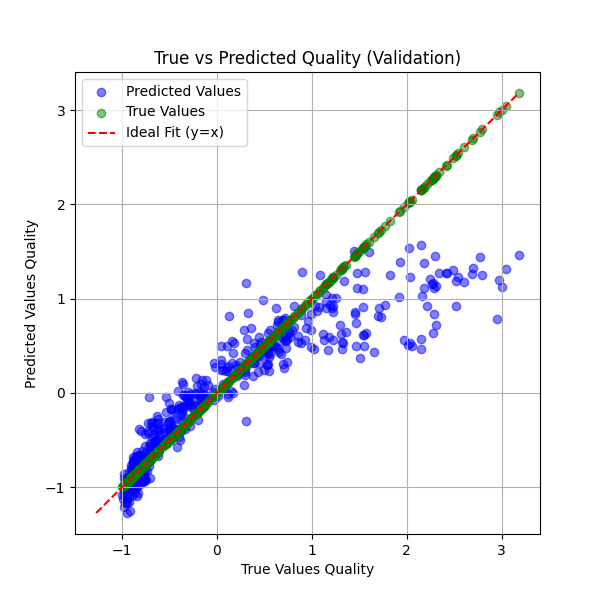 True vs Predicted Quality (Validation)
Predicted Values
True Values
Ideal Fit (y=x)
3
2
1
0
−1
Predicted Values Quality
−1 0 1 2 3
True Values Quality